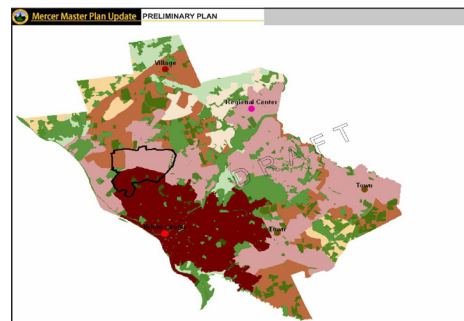 Mercer Master Plan Update PRELIMINARY PLAN
Village
Regional Center
DRAFT
Town
Town